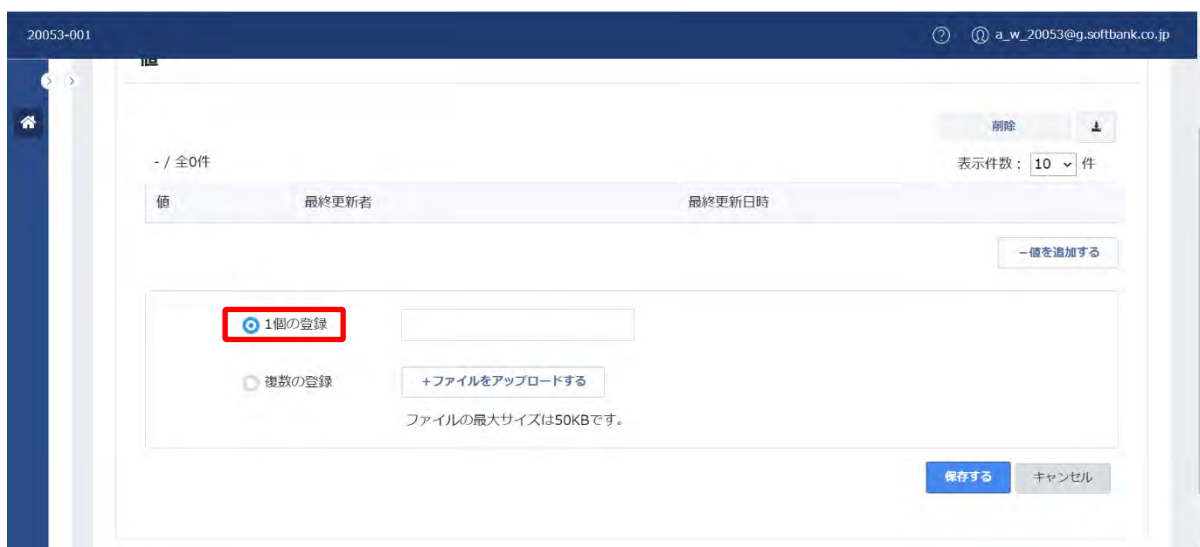 20053-001
a_w_20053@g.softbank.co.jp
値
削除
- / 全0件
表示件数： 10 件
値 最終更新者 最終更新日時
－値を追加する
1個の登録
複数の登録 +ファイルをアップロードする
ファイルの最大サイズは50KBです。
保存する キャンセル